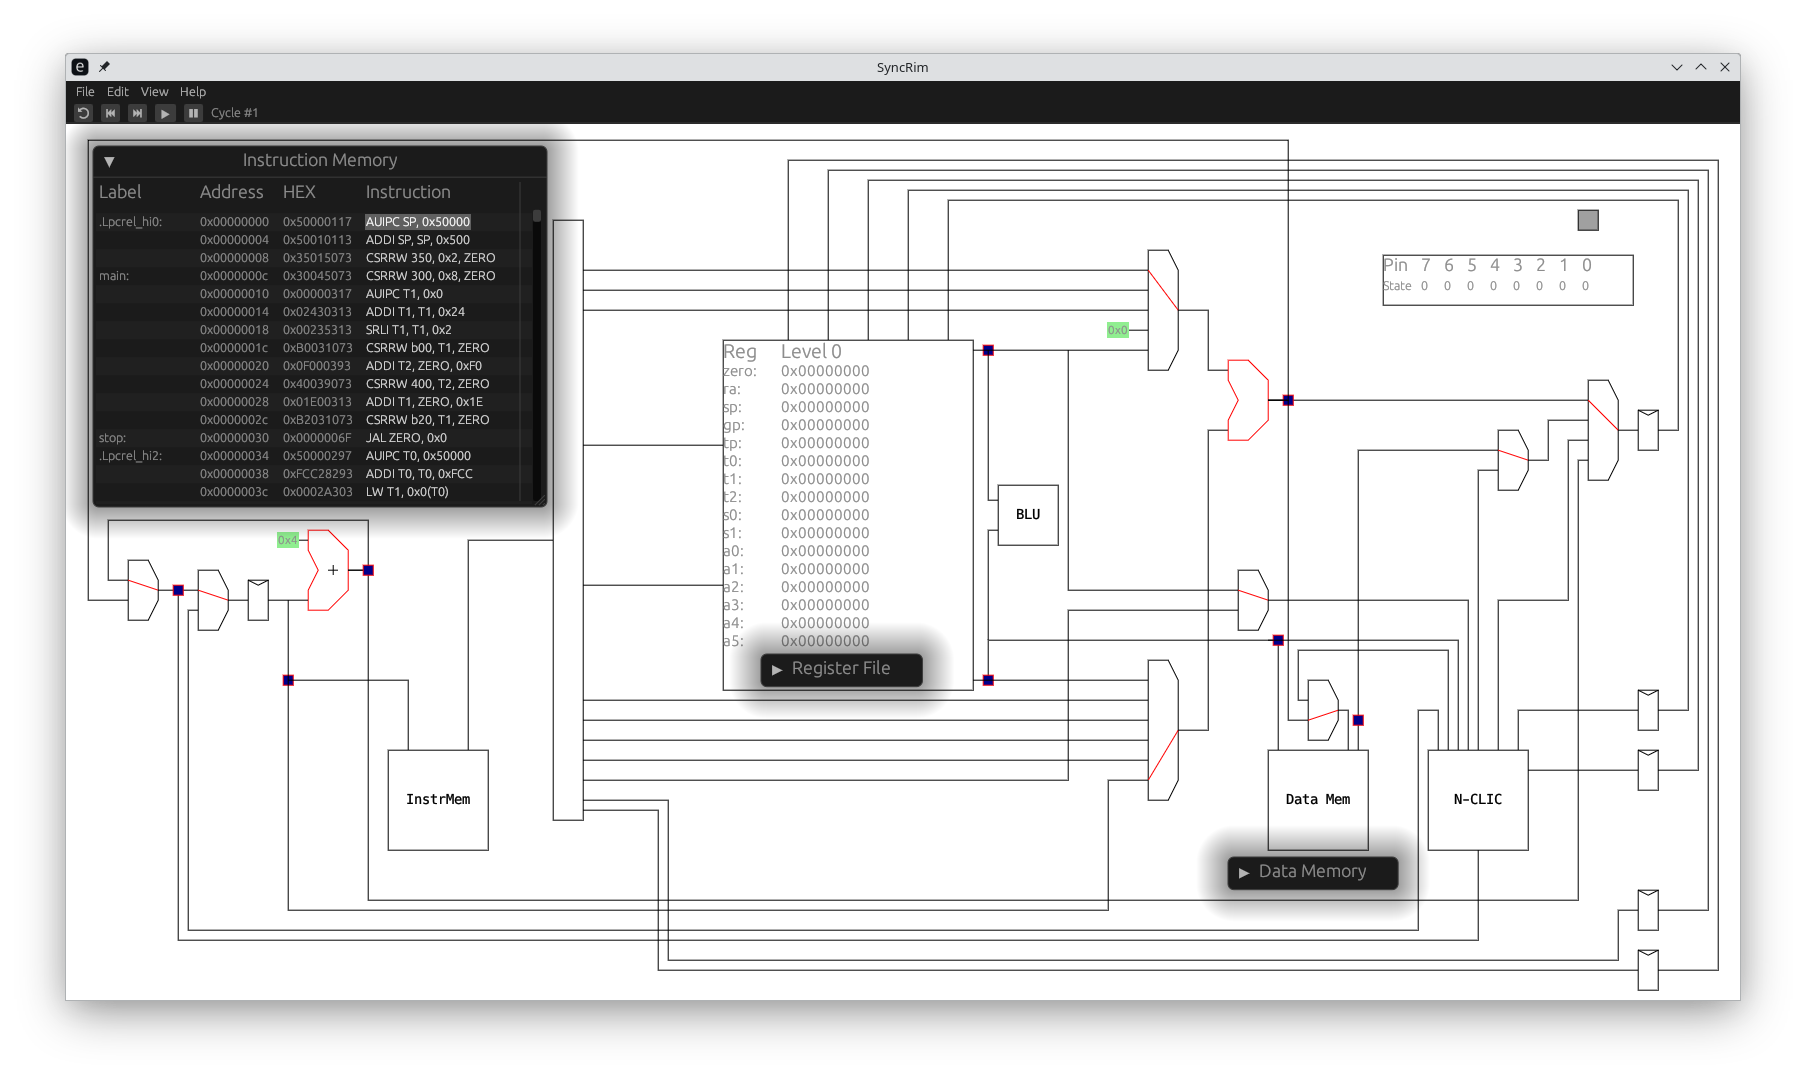 SyncRim
File Edit View Help
Cycle #1
Instruction Memory
Label Address HEX Instruction
.Lpcrel_hi0: 0x00000000 0x50000117 AUIPC SP, 0x50000
0x00000004 0x50010113 ADDI SP, SP, 0x500
0x00000008 0x35015073 CSRRW 350, 0x2, ZERO
main: 0x0000000c 0x30045073 CSRRW 300, 0x8, ZERO
0x00000010 0x00000317 AUIPC T1, 0x0
0x00000014 0x02430313 ADDI T1, T1, 0x24
0x00000018 0x00235313 SRLI T1, T1, 0x2
0x0000001c 0xB0031073 CSRRW b00, T1, ZERO
0x00000020 0x0F000393 ADDI T2, ZERO, 0xF0
0x00000024 0x40039073 CSRRW 400, T2, ZERO
0x00000028 0x01E00313 ADDI T1, ZERO, 0x1E
0x0000002c 0xB2031073 CSRRW b20, T1, ZERO
stop: 0x00000030 0x0000006F JAL ZERO, 0x0
.Lpcrel_hi2: 0x00000034 0x50000297 AUIPC T0, 0x50000
0x00000038 0xFCC28293 ADDI T0, T0, 0xFCC
0x0000003c 0x0002A303 LW T1, 0x0(T0)
Pin 7 6 5 4 3 2 1 0
State 0 0 0 0 0 0 0 0
0x0
Reg Level 0
zero: 0x00000000
ra: 0x00000000
sp: 0x00000000
gp: 0x00000000
tp: 0x00000000
t0: 0x00000000
t1: 0x00000000
t2: 0x00000000
s0: 0x00000000
s1: 0x00000000
a0: 0x00000000
a1: 0x00000000
a2: 0x00000000
a3: 0x00000000
a4: 0x00000000
a5: 0x00000000
Register File
BLU
0x4
+
InstrMem
Data Mem
N-CLIC
Data Memory